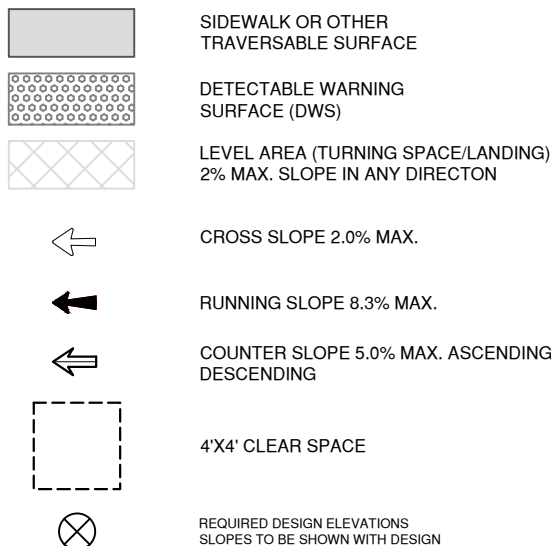 SIDEWALK OR OTHER
TRAVERSABLE SURFACE
DETECTABLE WARNING
SURFACE (DWS)
LEVEL AREA (TURNING SPACE/LANDING)
2% MAX. SLOPE IN ANY DIRECTON
CROSS SLOPE 2.0% MAX.
RUNNING SLOPE 8.3% MAX.
COUNTER SLOPE 5.0% MAX. ASCENDING
DESCENDING
4'X4' CLEAR SPACE
REQUIRED DESIGN ELEVATIONS
SLOPES TO BE SHOWN WITH DESIGN